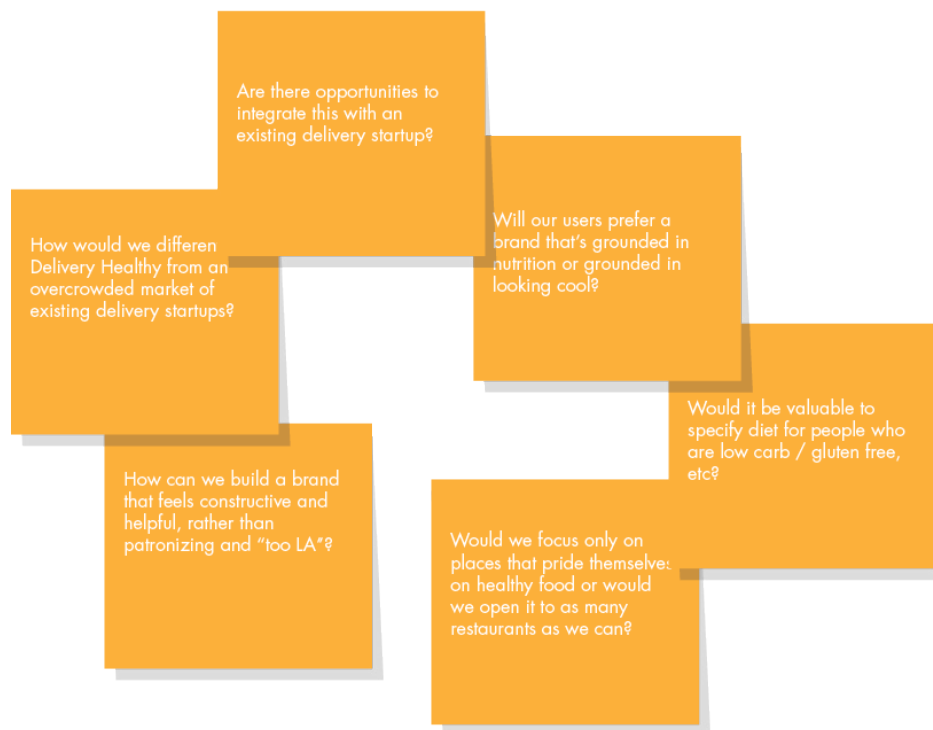 Are there opportunities to
integrate this with an
existing delivery startup?
Will our users prefer a
brand that's grounded in
nutrition or grounded in
looking cool?
How would we differen
Delivery Healthy from an
overcrowded market of
existing delivery startups?
Would it be valuable to
specify diet for people who
are low carb / gluten free,
etc?
How can we build a brand
that feels constructive and
helpful, rather than
patronizing and “too LA”?
Would we focus only on
places that pride themselves
on healthy food or would
we open it to as many
restaurants as we can?